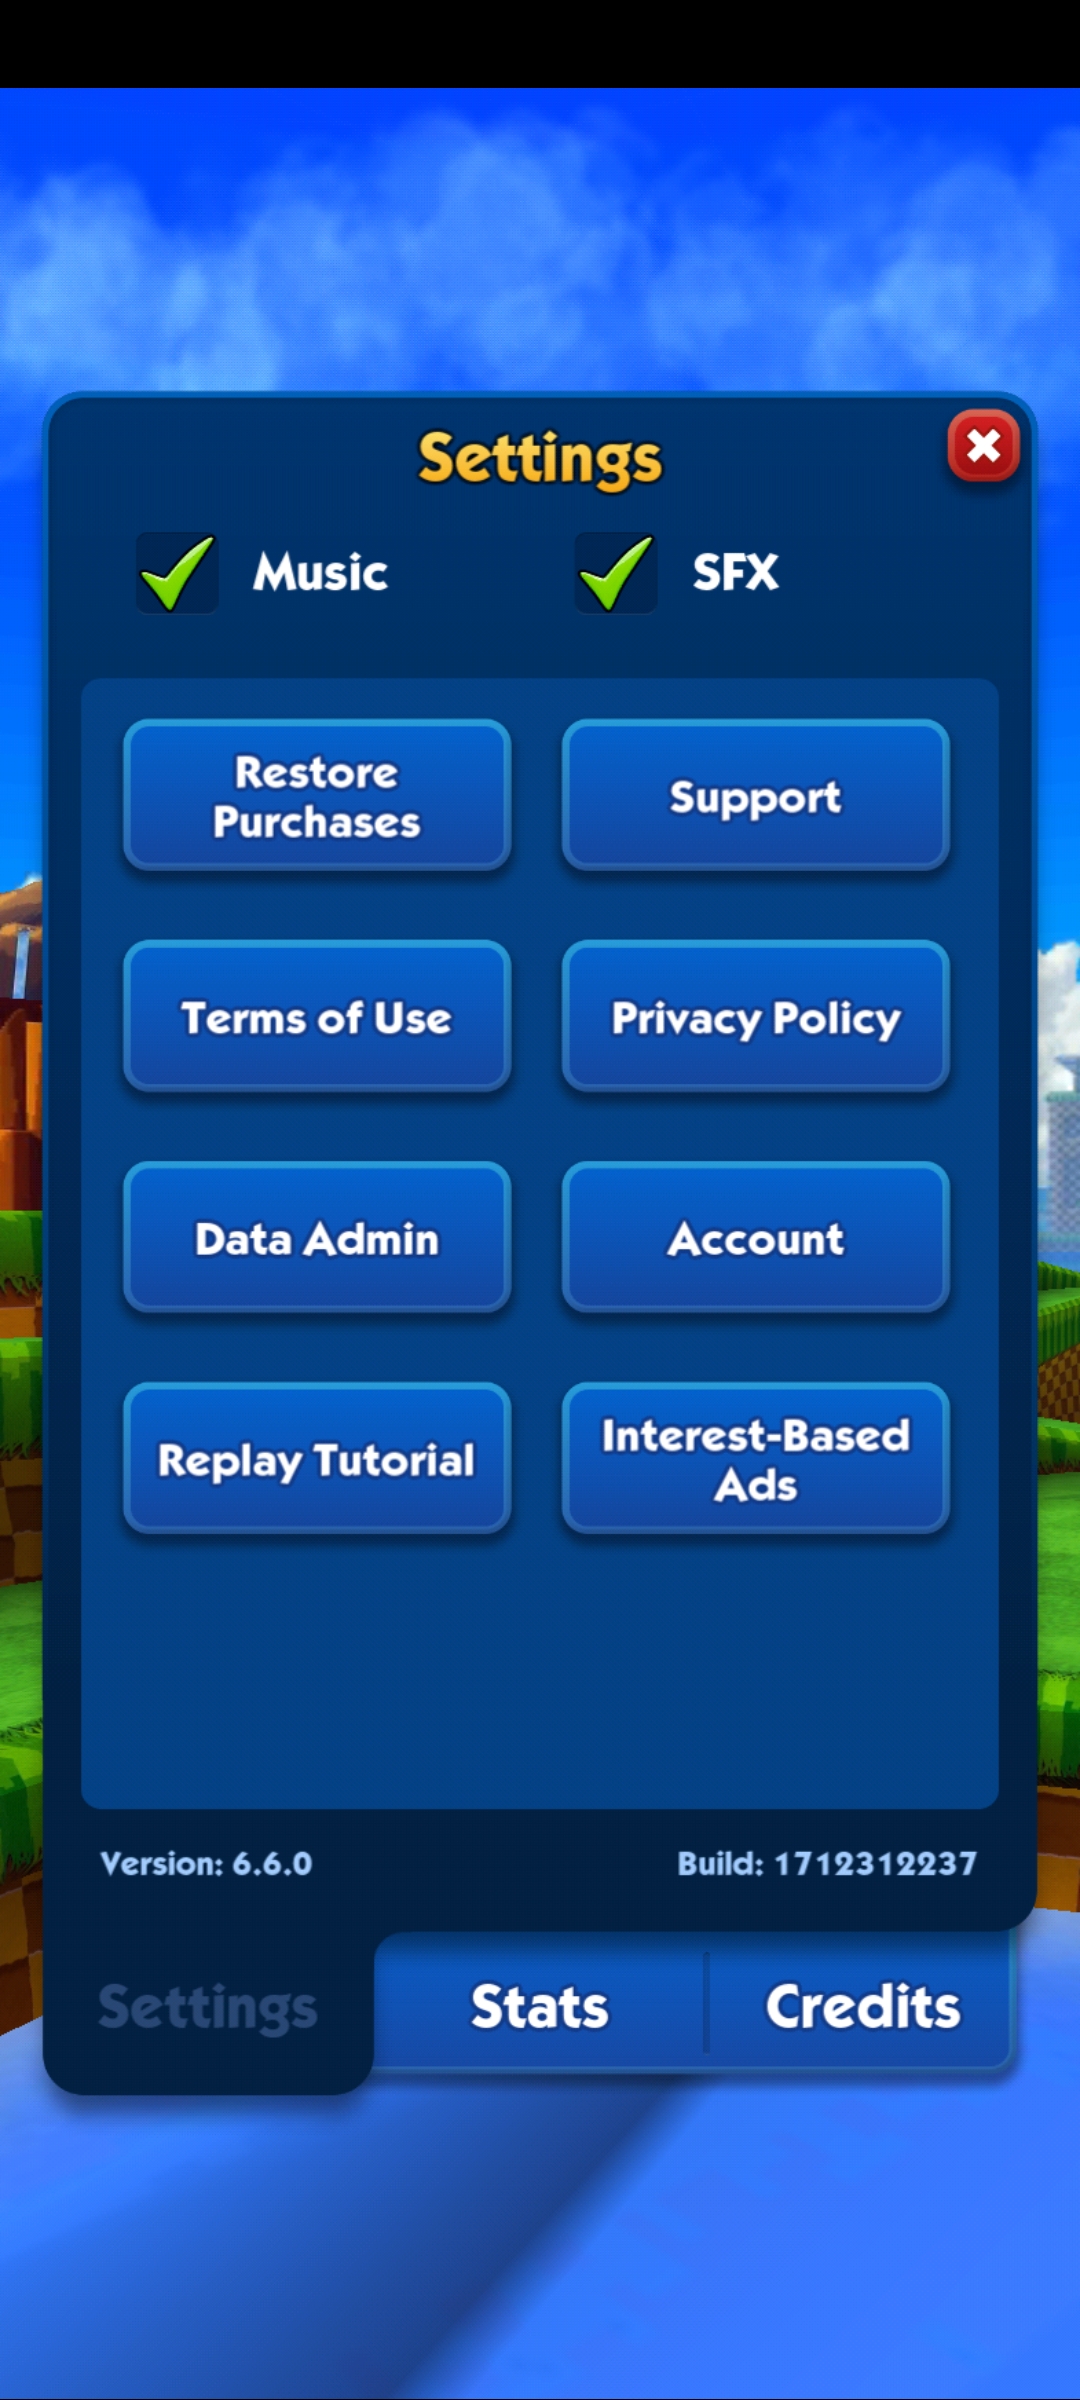 Settings
Music
SFX
Restore
Purchases
Support
Terms of Use
Privacy Policy
Data Admin
Account
Replay Tutorial
Interest-Based
Ads
Version: 6.6.0
Build: 1712312237
Settings
Stats
Credits